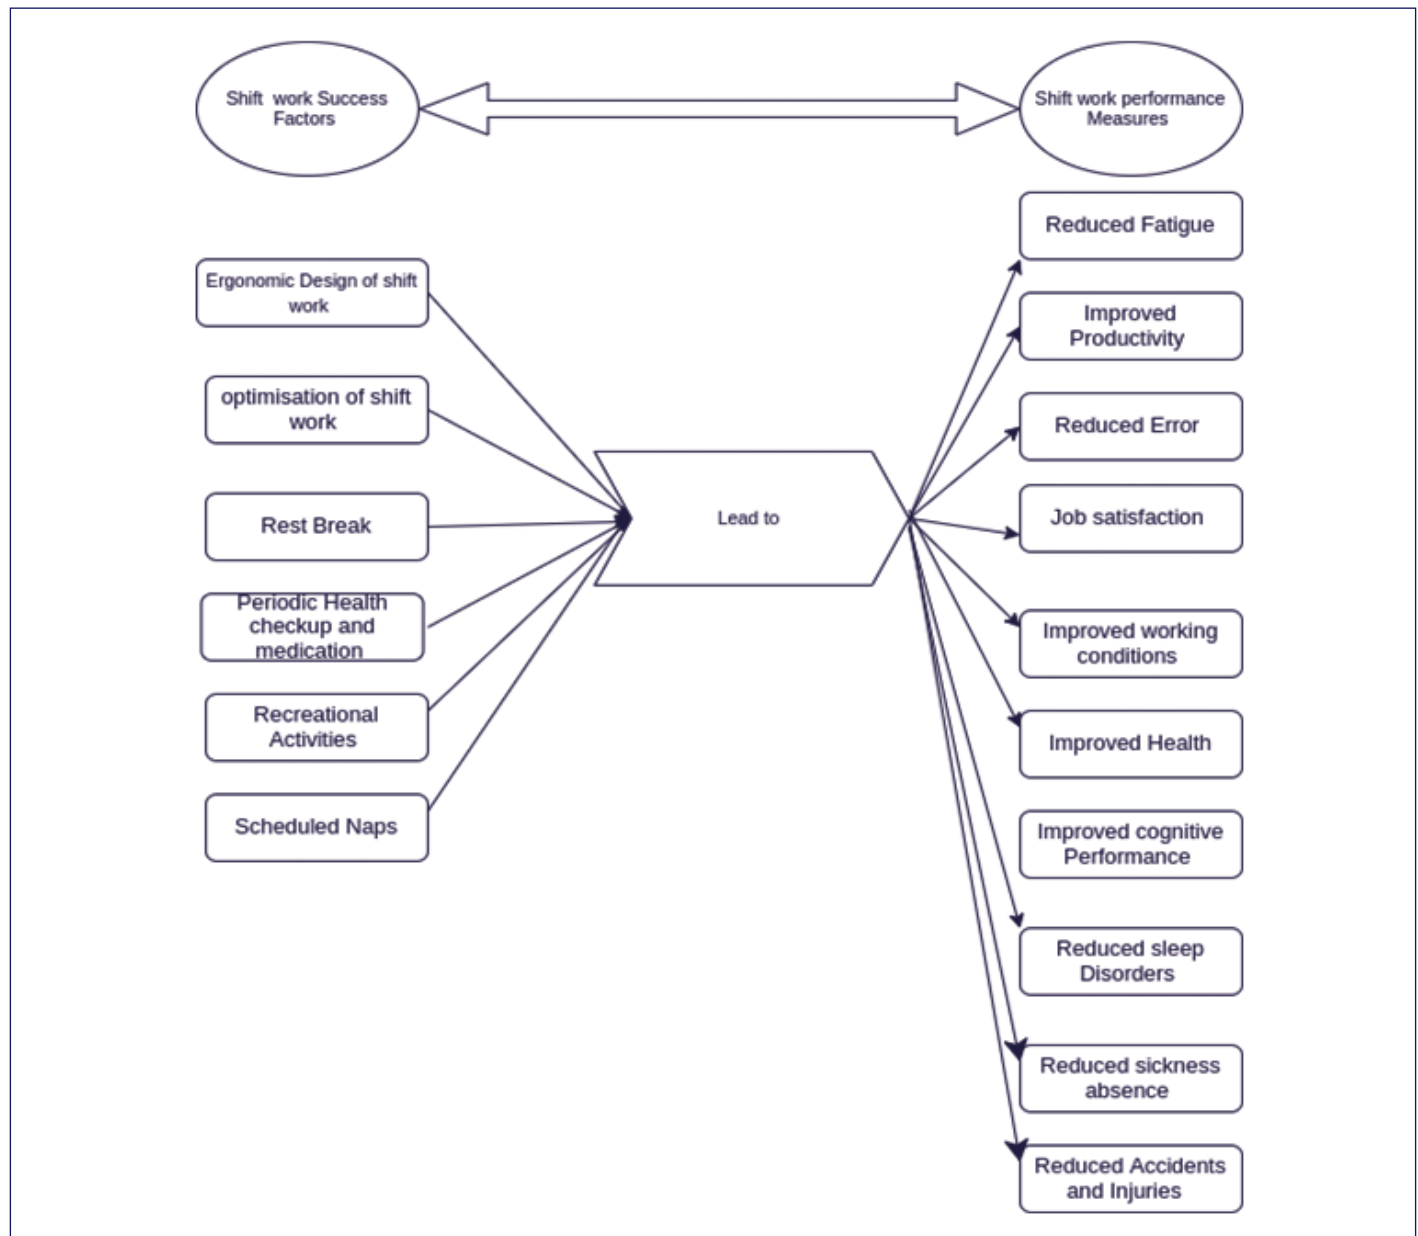 Shift work Success
Factors
Shift work performance
Measures
Ergonomic Design of shift
work
optimisation of shift
work
Rest Break
Periodic Health
checkup and
medication
Recreational
Activities
Scheduled Naps
Lead to
Reduced Fatigue
Improved
Productivity
Reduced Error
Job satisfaction
Improved working
conditions
Improved Health
Improved cognitive
Performance
Reduced sleep
Disorders
Reduced sickness
absence
Reduced Accidents
and Injuries